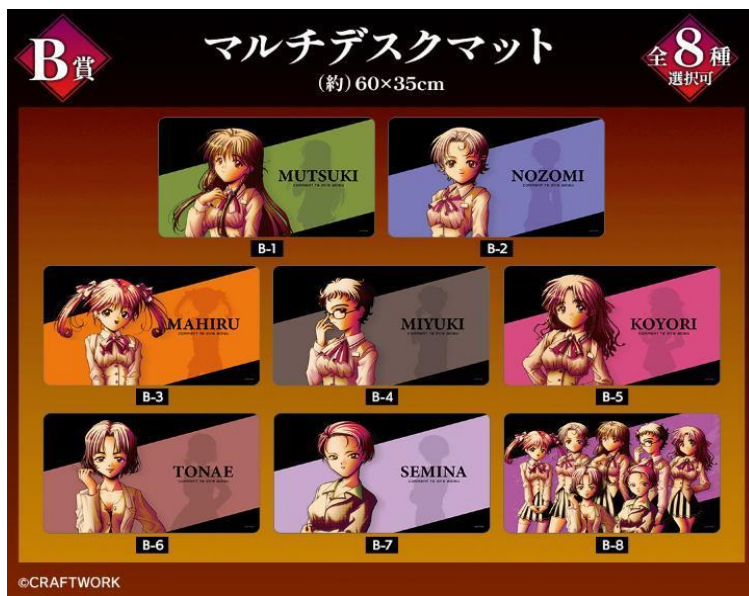 B賞
マルチデスクマット
(約)60×35cm
全8種
選択可
MUTSUKI
B-1
NOZOMI
B-2
MAHIRU
B-3
MIYUKI
B-4
KOYORI
B-5
TONAE
B-6
SEMINA
B-7
B-8
©CRAFTWORK